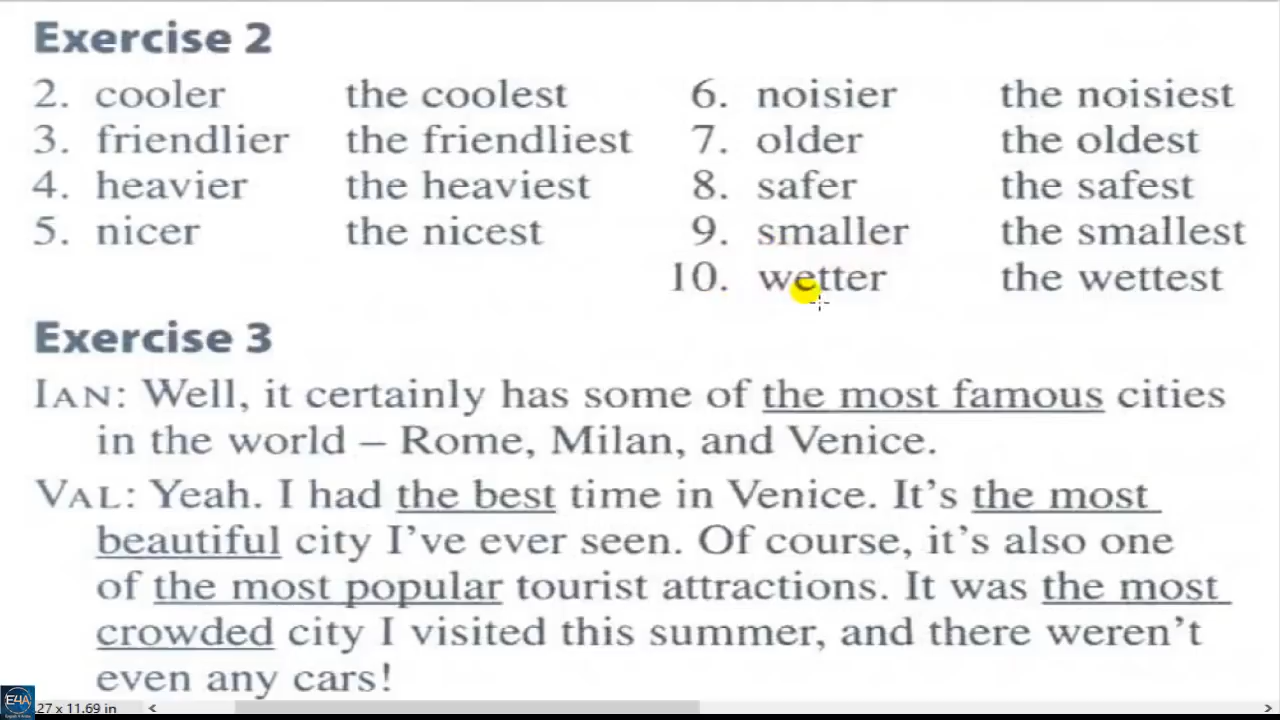 Exercise 2
2. cooler the coolest 6. noisier the noisiest
3. friendlier the friendliest 7. older the oldest
4. heavier the heaviest 8. safer the safest
5. nicer the nicest 9. smaller the smallest
10. wetter the wettest
Exercise 3
IAN: Well, it certainly has some of the most famous cities
in the world – Rome, Milan, and Venice.
VAL: Yeah. I had the best time in Venice. It's the most
beautiful city I've ever seen. Of course, it's also one
of the most popular tourist attractions. It was the most
crowded city I visited this summer, and there weren't
even any cars!
E4A
27 x 11.69 in